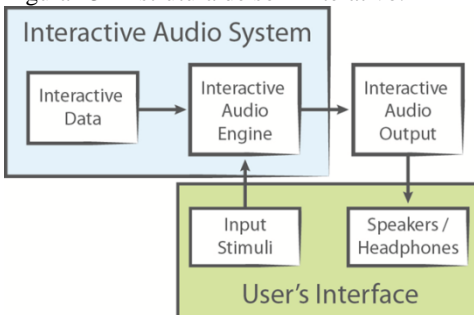 Interactive Audio System
Interactive
Data
Interactive
Audio
Engine
Interactive
Audio
Output
Input
Stimuli
Speakers /
Headphones
User's Interface